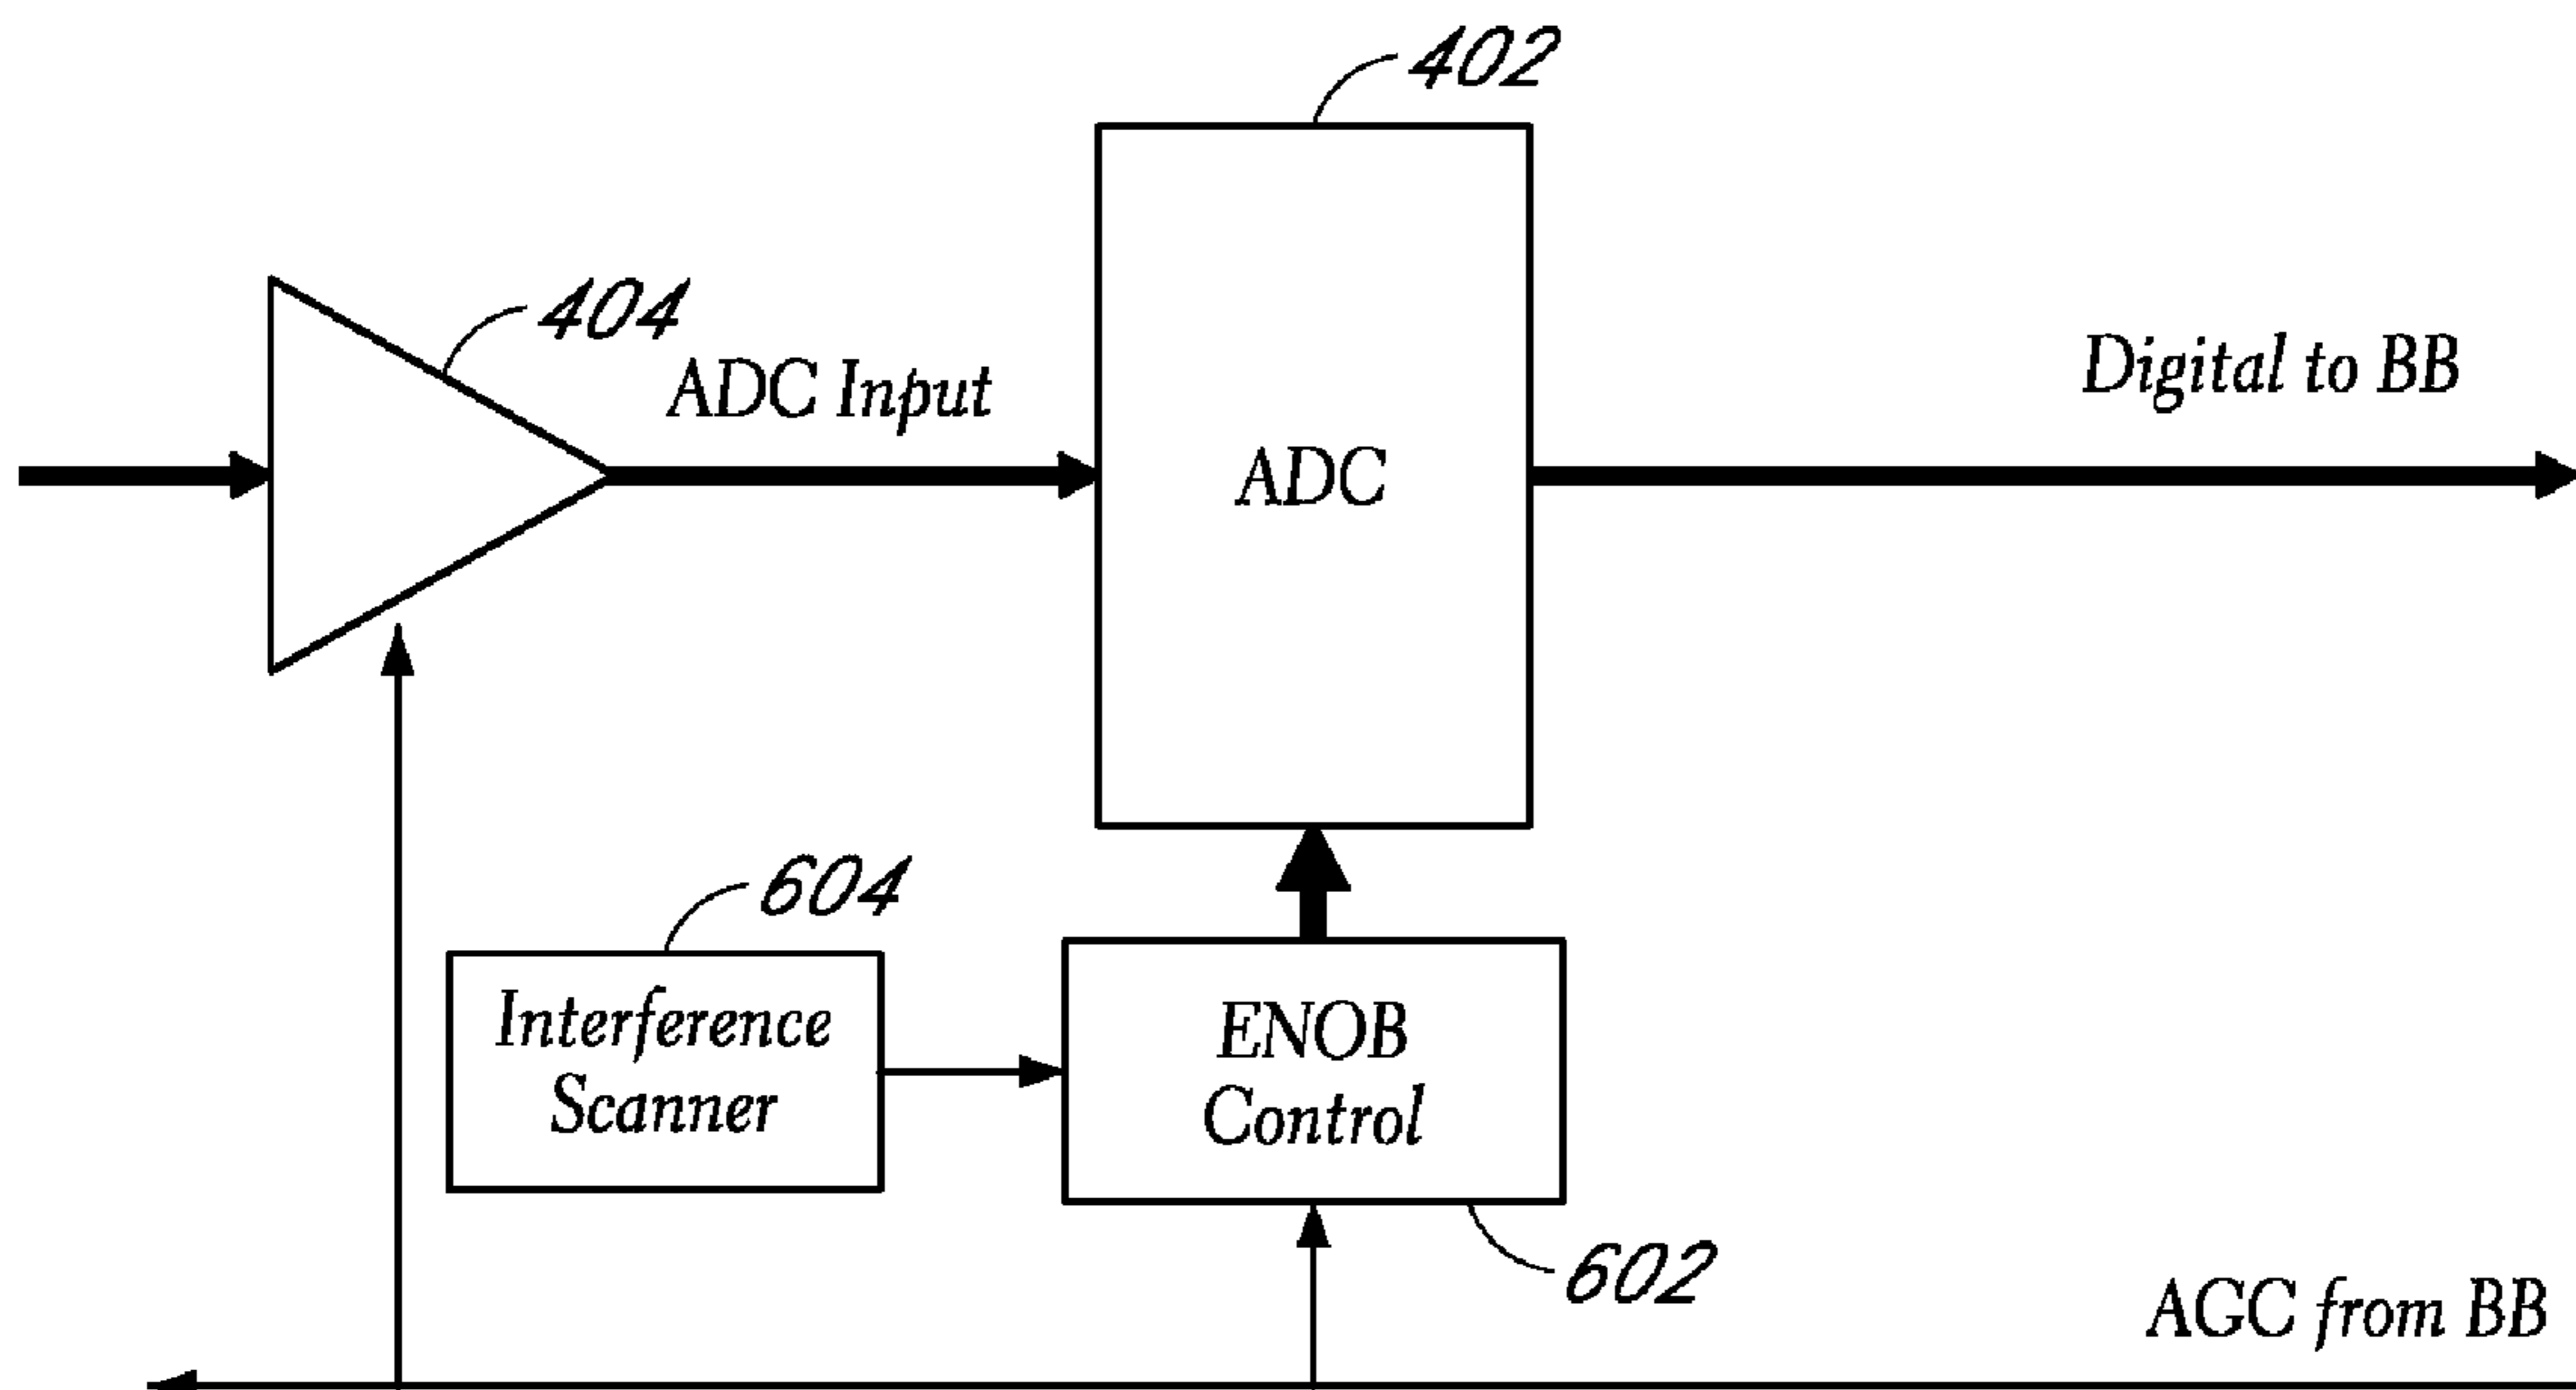 402
404
ADC Input
Digital to BB
ADC
604
Interference
Scanner
ENOB
Control
602
AGC from BB